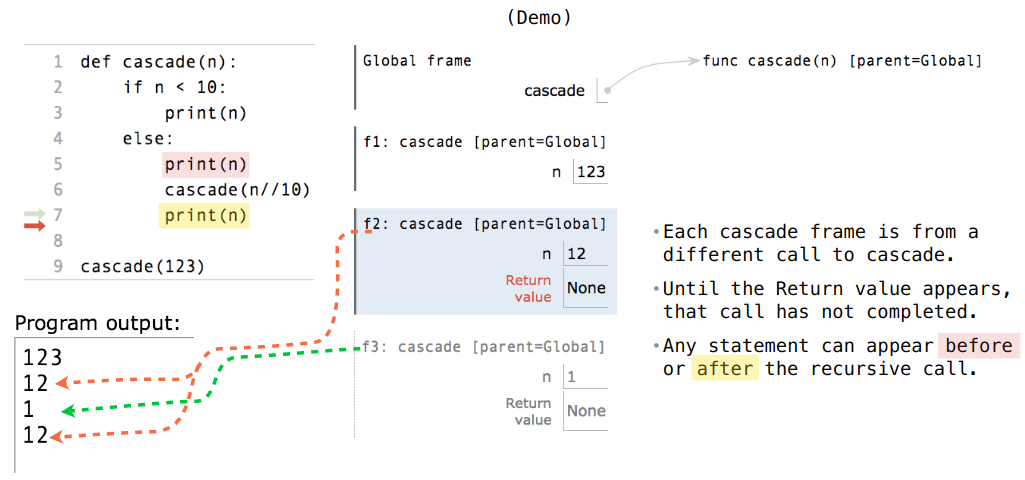 (Demo)
1 def cascade(n):
2 if n < 10:
3 print(n)
4 else:
5 print(n)
6 cascade(n//10)
7 print(n)
8
9 cascade(123)
Program output:
123
12
1
12
Global frame
cascade
func cascade(n) [parent=Global]
f1: cascade [parent=Global]
n 123
f2: cascade [parent=Global]
n 12
Return
value None
f3: cascade [parent=Global]
n 1
Return
value None
•Each cascade frame is from a
different call to cascade.
•Until the Return value appears,
that call has not completed.
•Any statement can appear before
or after the recursive call.